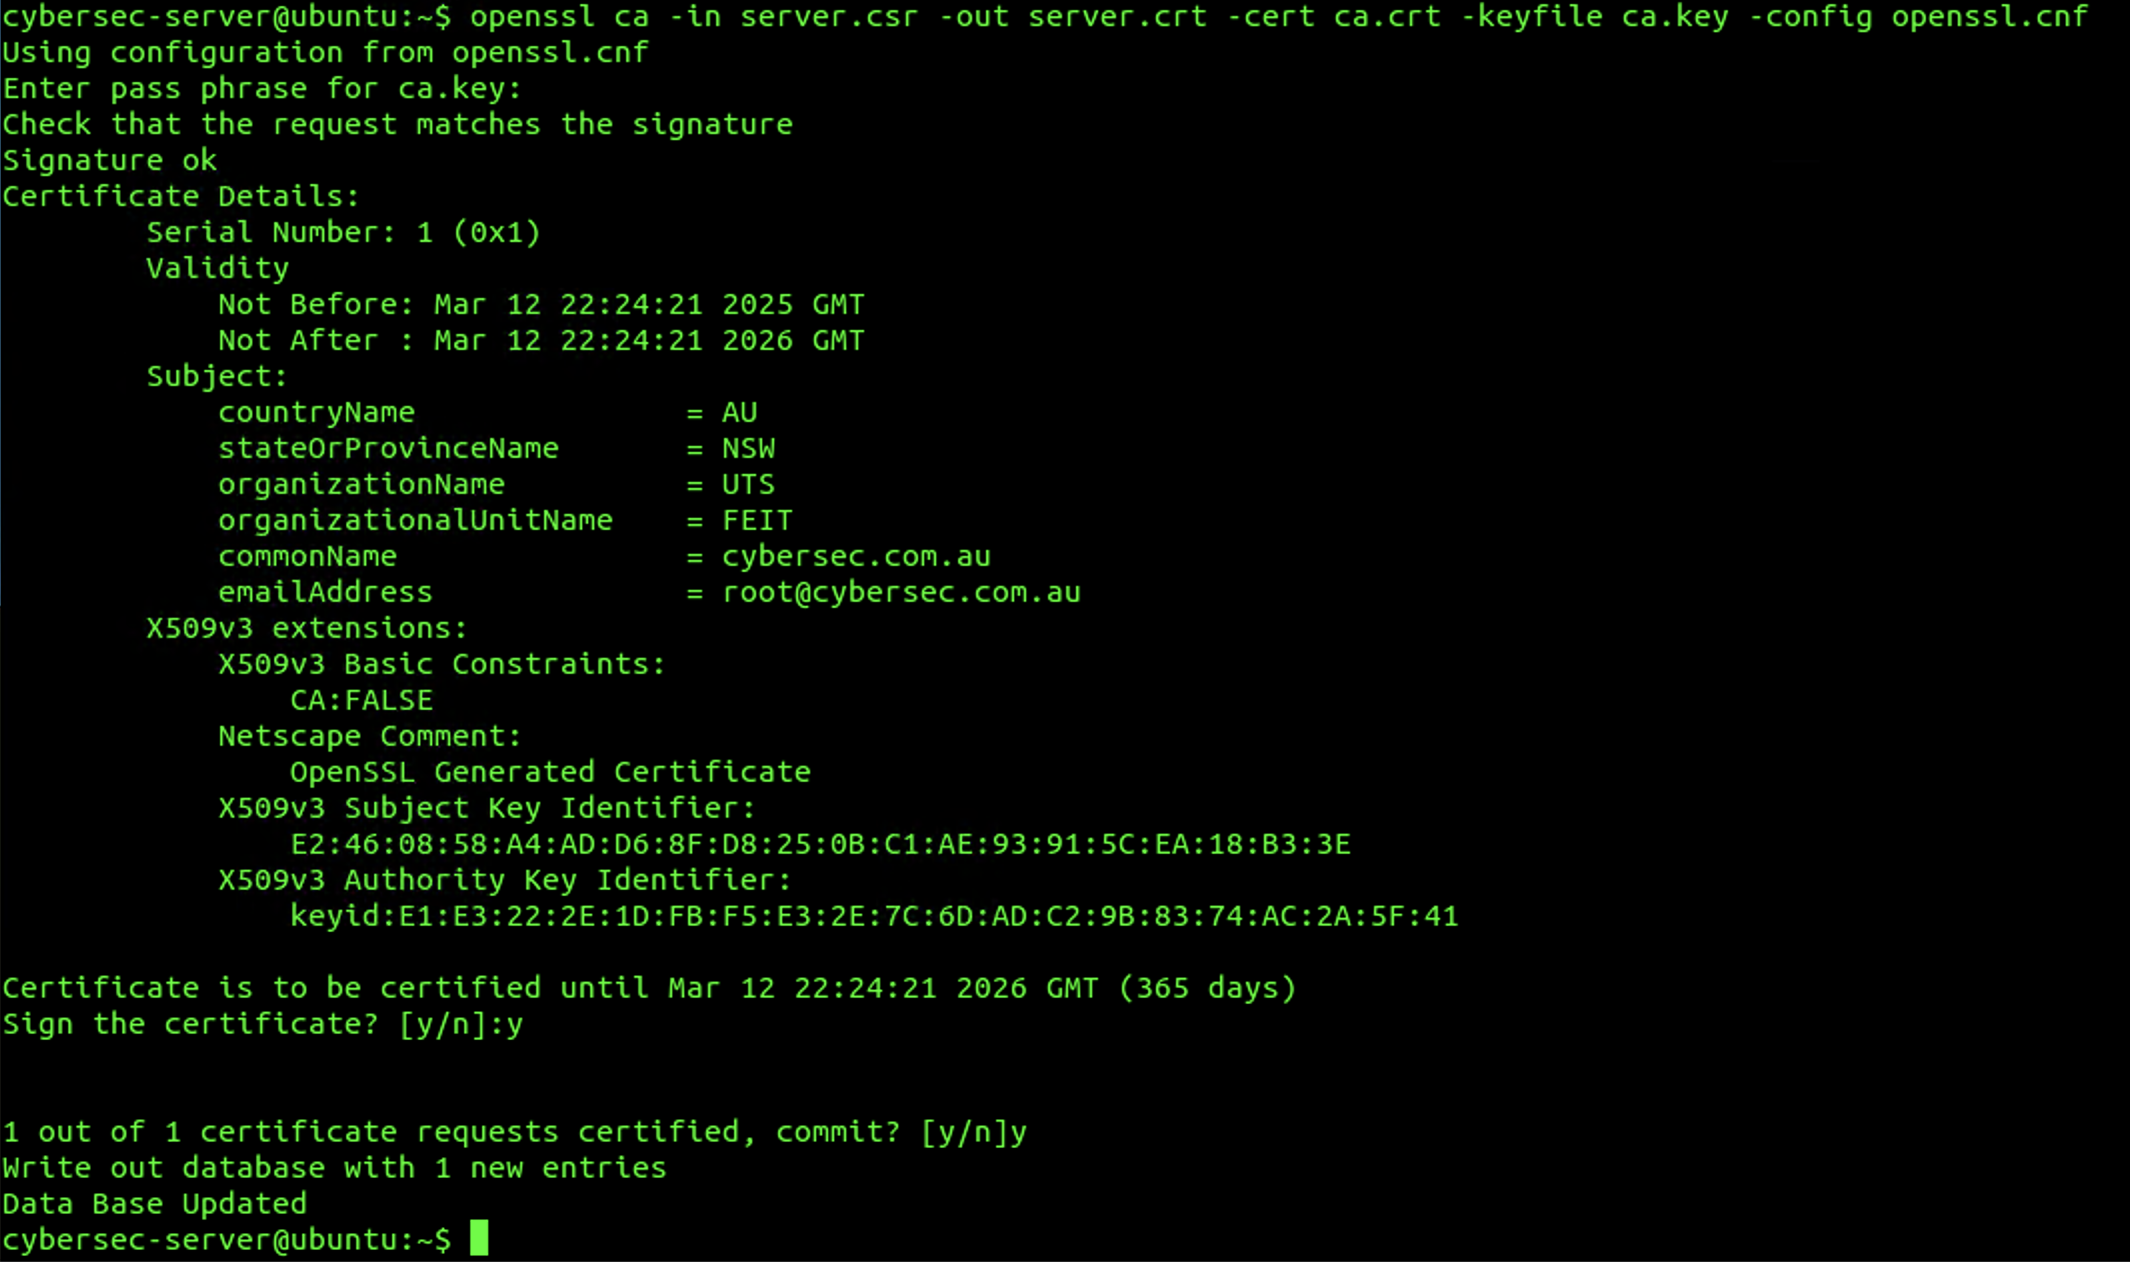 cybersec-server@ubuntu:~$ openssl ca -in server.csr -out server.crt -cert ca.crt -keyfile ca.key -config openssl.cnf
Using configuration from openssl.cnf
Enter pass phrase for ca.key:
Check that the request matches the signature
Signature ok
Certificate Details:
        Serial Number: 1 (0x1)
        Validity
            Not Before: Mar 12 22:24:21 2025 GMT
            Not After : Mar 12 22:24:21 2026 GMT
        Subject:
            countryName               = AU
            stateOrProvinceName       = NSW
            organizationName          = UTS
            organizationalUnitName    = FEIT
            commonName                = cybersec.com.au
            emailAddress              = root@cybersec.com.au
        X509v3 extensions:
            X509v3 Basic Constraints:
                CA:FALSE
            Netscape Comment:
                OpenSSL Generated Certificate
            X509v3 Subject Key Identifier:
                E2:46:08:58:A4:AD:D6:8F:D8:25:0B:C1:AE:93:91:5C:EA:18:B3:3E
            X509v3 Authority Key Identifier:
                keyid:E1:E3:22:2E:1D:FB:F5:E3:2E:7C:6D:AD:C2:9B:83:74:AC:2A:5F:41

Certificate is to be certified until Mar 12 22:24:21 2026 GMT (365 days)
Sign the certificate? [y/n]:y


1 out of 1 certificate requests certified, commit? [y/n]y
Write out database with 1 new entries
Data Base Updated
cybersec-server@ubuntu:~$